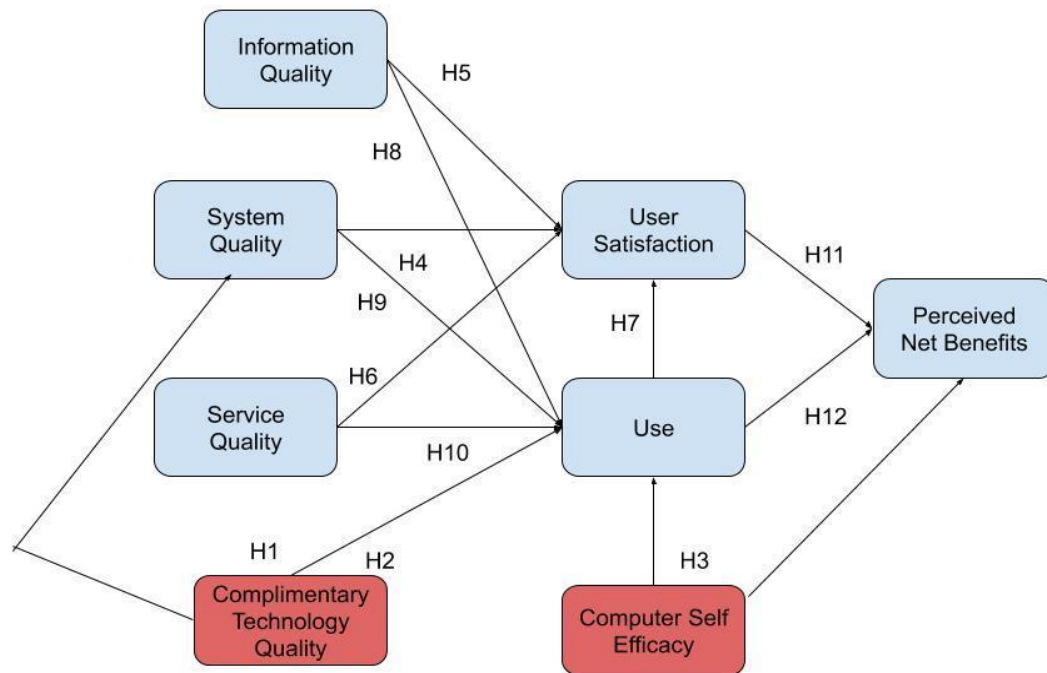 Information
Quality
H5
H8
System
Quality
User
Satisfaction
H4
H9
H11
H7
Perceived
Net Benefits
H6
Service
Quality
Use
H12
H10
H1
H2
H3
Complimentary
Technology
Quality
Computer Self
Efficacy